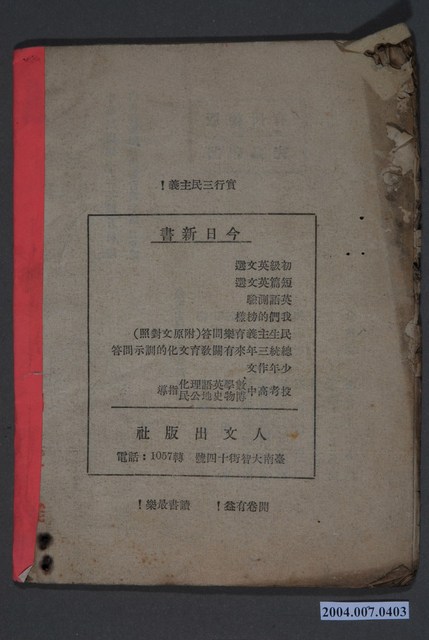 實行三民主義！
今日新書
初級英文選
短篇英文選
英語測驗
我們的榜樣
民生主義育樂問答(附原文對照)
總統三年來有關教育文化的訓示問答
少年作文
投考高中數學英語理化博物史地公民指導
人文出版社
臺南大智街十四號 電話：1057轉
開卷有益！ 讀書最樂！
2004.007.0403